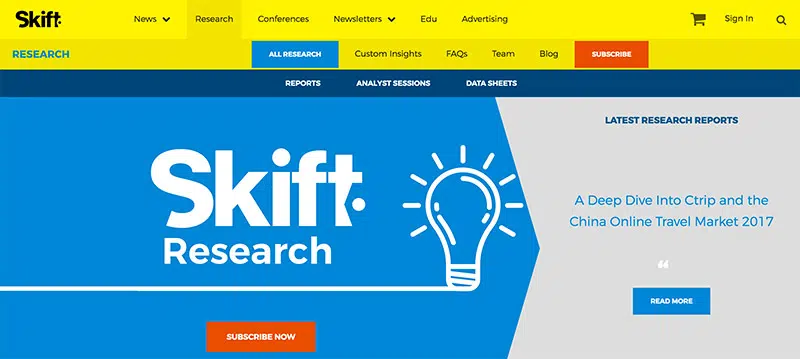 Skift.
News Research Conferences Newsletters Edu Advertising Sign In
RESEARCH ALL RESEARCH Custom Insights FAQs Team Blog SUBSCRIBE
REPORTS ANALYST SESSIONS DATA SHEETS
Skift.
Research
SUBSCRIBE NOW
LATEST RESEARCH REPORTS
A Deep Dive Into Ctrip and the
China Online Travel Market 2017
“
READ MORE